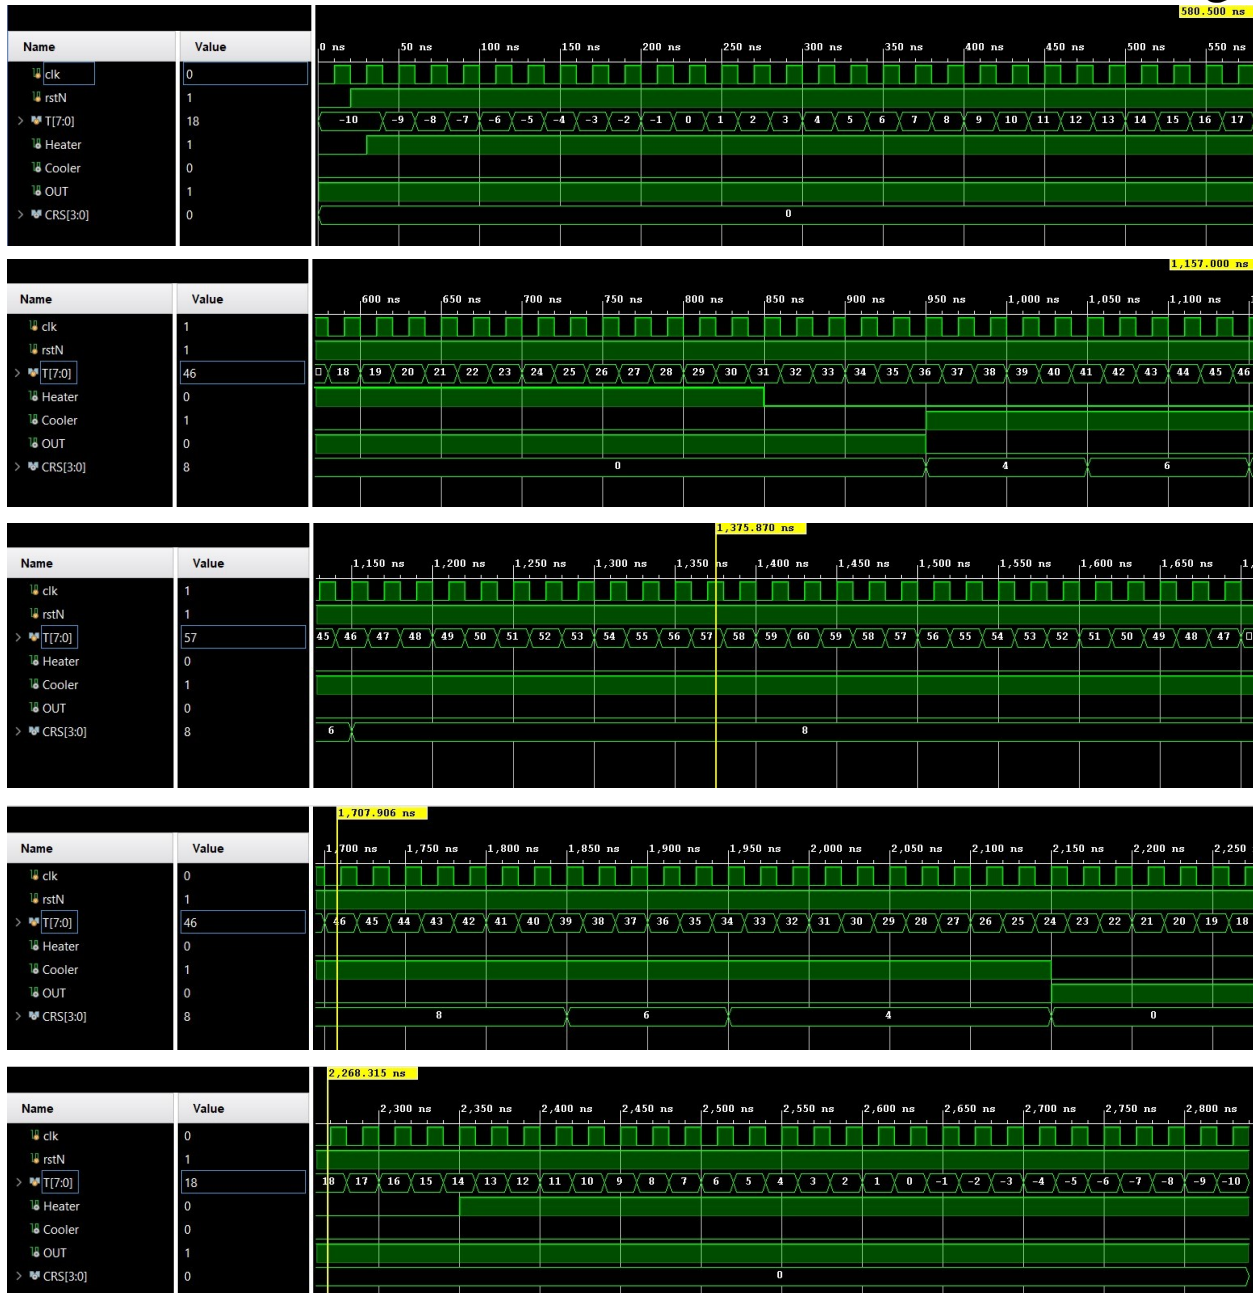 580.500 ns
Name Value
0 ns 50 ns 100 ns 150 ns 200 ns 250 ns 300 ns 350 ns 400 ns 450 ns 500 ns 550 ns
clk 0
rstN 1
T[7:0] 18 -10 -9 -8 -7 -6 -5 -4 -3 -2 -1 0 1 2 3 4 5 6 7 8 9 10 11 12 13 14 15 16 17
Heater 1
Cooler 0
OUT 1
CRS[3:0] 0 0
1,157.000 ns
Name Value
600 ns 650 ns 700 ns 750 ns 800 ns 850 ns 900 ns 950 ns 1,000 ns 1,050 ns 1,100 ns
clk 1
rstN 1
T[7:0] 46 18 19 20 21 22 23 24 25 26 27 28 29 30 31 32 33 34 35 36 37 38 39 40 41 42 43 44 45 46
Heater 0
Cooler 1
OUT 0
CRS[3:0] 8 0 4 6
1,375.870 ns
Name Value
1,150 ns 1,200 ns 1,250 ns 1,300 ns 1,350 ns 1,400 ns 1,450 ns 1,500 ns 1,550 ns 1,600 ns 1,650 ns
clk 1
rstN 1
T[7:0] 57 45 46 47 48 49 50 51 52 53 54 55 56 57 58 59 60 59 58 57 56 55 54 53 52 51 50 49 48 47
Heater 0
Cooler 1
OUT 0
CRS[3:0] 8 6 8
1,707.906 ns
Name Value
1,700 ns 1,750 ns 1,800 ns 1,850 ns 1,900 ns 1,950 ns 2,000 ns 2,050 ns 2,100 ns 2,150 ns 2,200 ns 2,250
clk 0
rstN 1
T[7:0] 46 46 45 44 43 42 41 40 39 38 37 36 35 34 33 32 31 30 29 28 27 26 25 24 23 22 21 20 19 18
Heater 0
Cooler 1
OUT 0
CRS[3:0] 8 8 6 4 0
2,268.315 ns
Name Value
2,300 ns 2,350 ns 2,400 ns 2,450 ns 2,500 ns 2,550 ns 2,600 ns 2,650 ns 2,700 ns 2,750 ns 2,800 ns
clk 0
rstN 1
T[7:0] 18 18 17 16 15 14 13 12 11 10 9 8 7 6 5 4 3 2 1 0 -1 -2 -3 -4 -5 -6 -7 -8 -9 -10
Heater 0
Cooler 0
OUT 1
CRS[3:0] 0 0